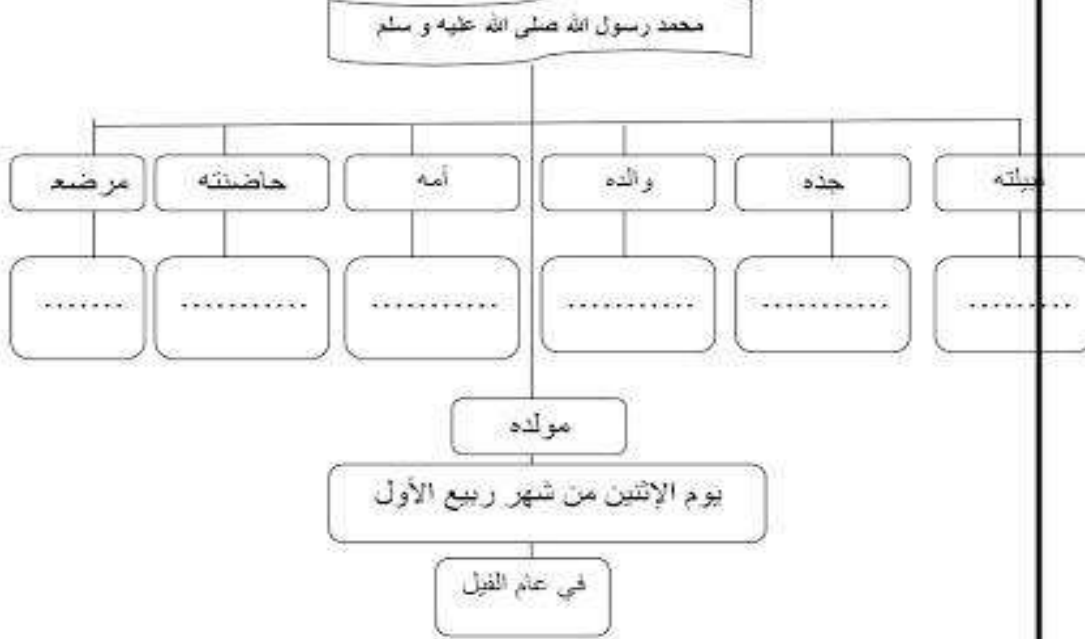 محمد رسول الله صلى الله عليه و سلم
جده
والده
أمه
حاضنته
مرضع
...........
...........
...........
...........
...........
.......
مولده
يوم الإثنين من شهر ربيع الأول
في عام الفيل